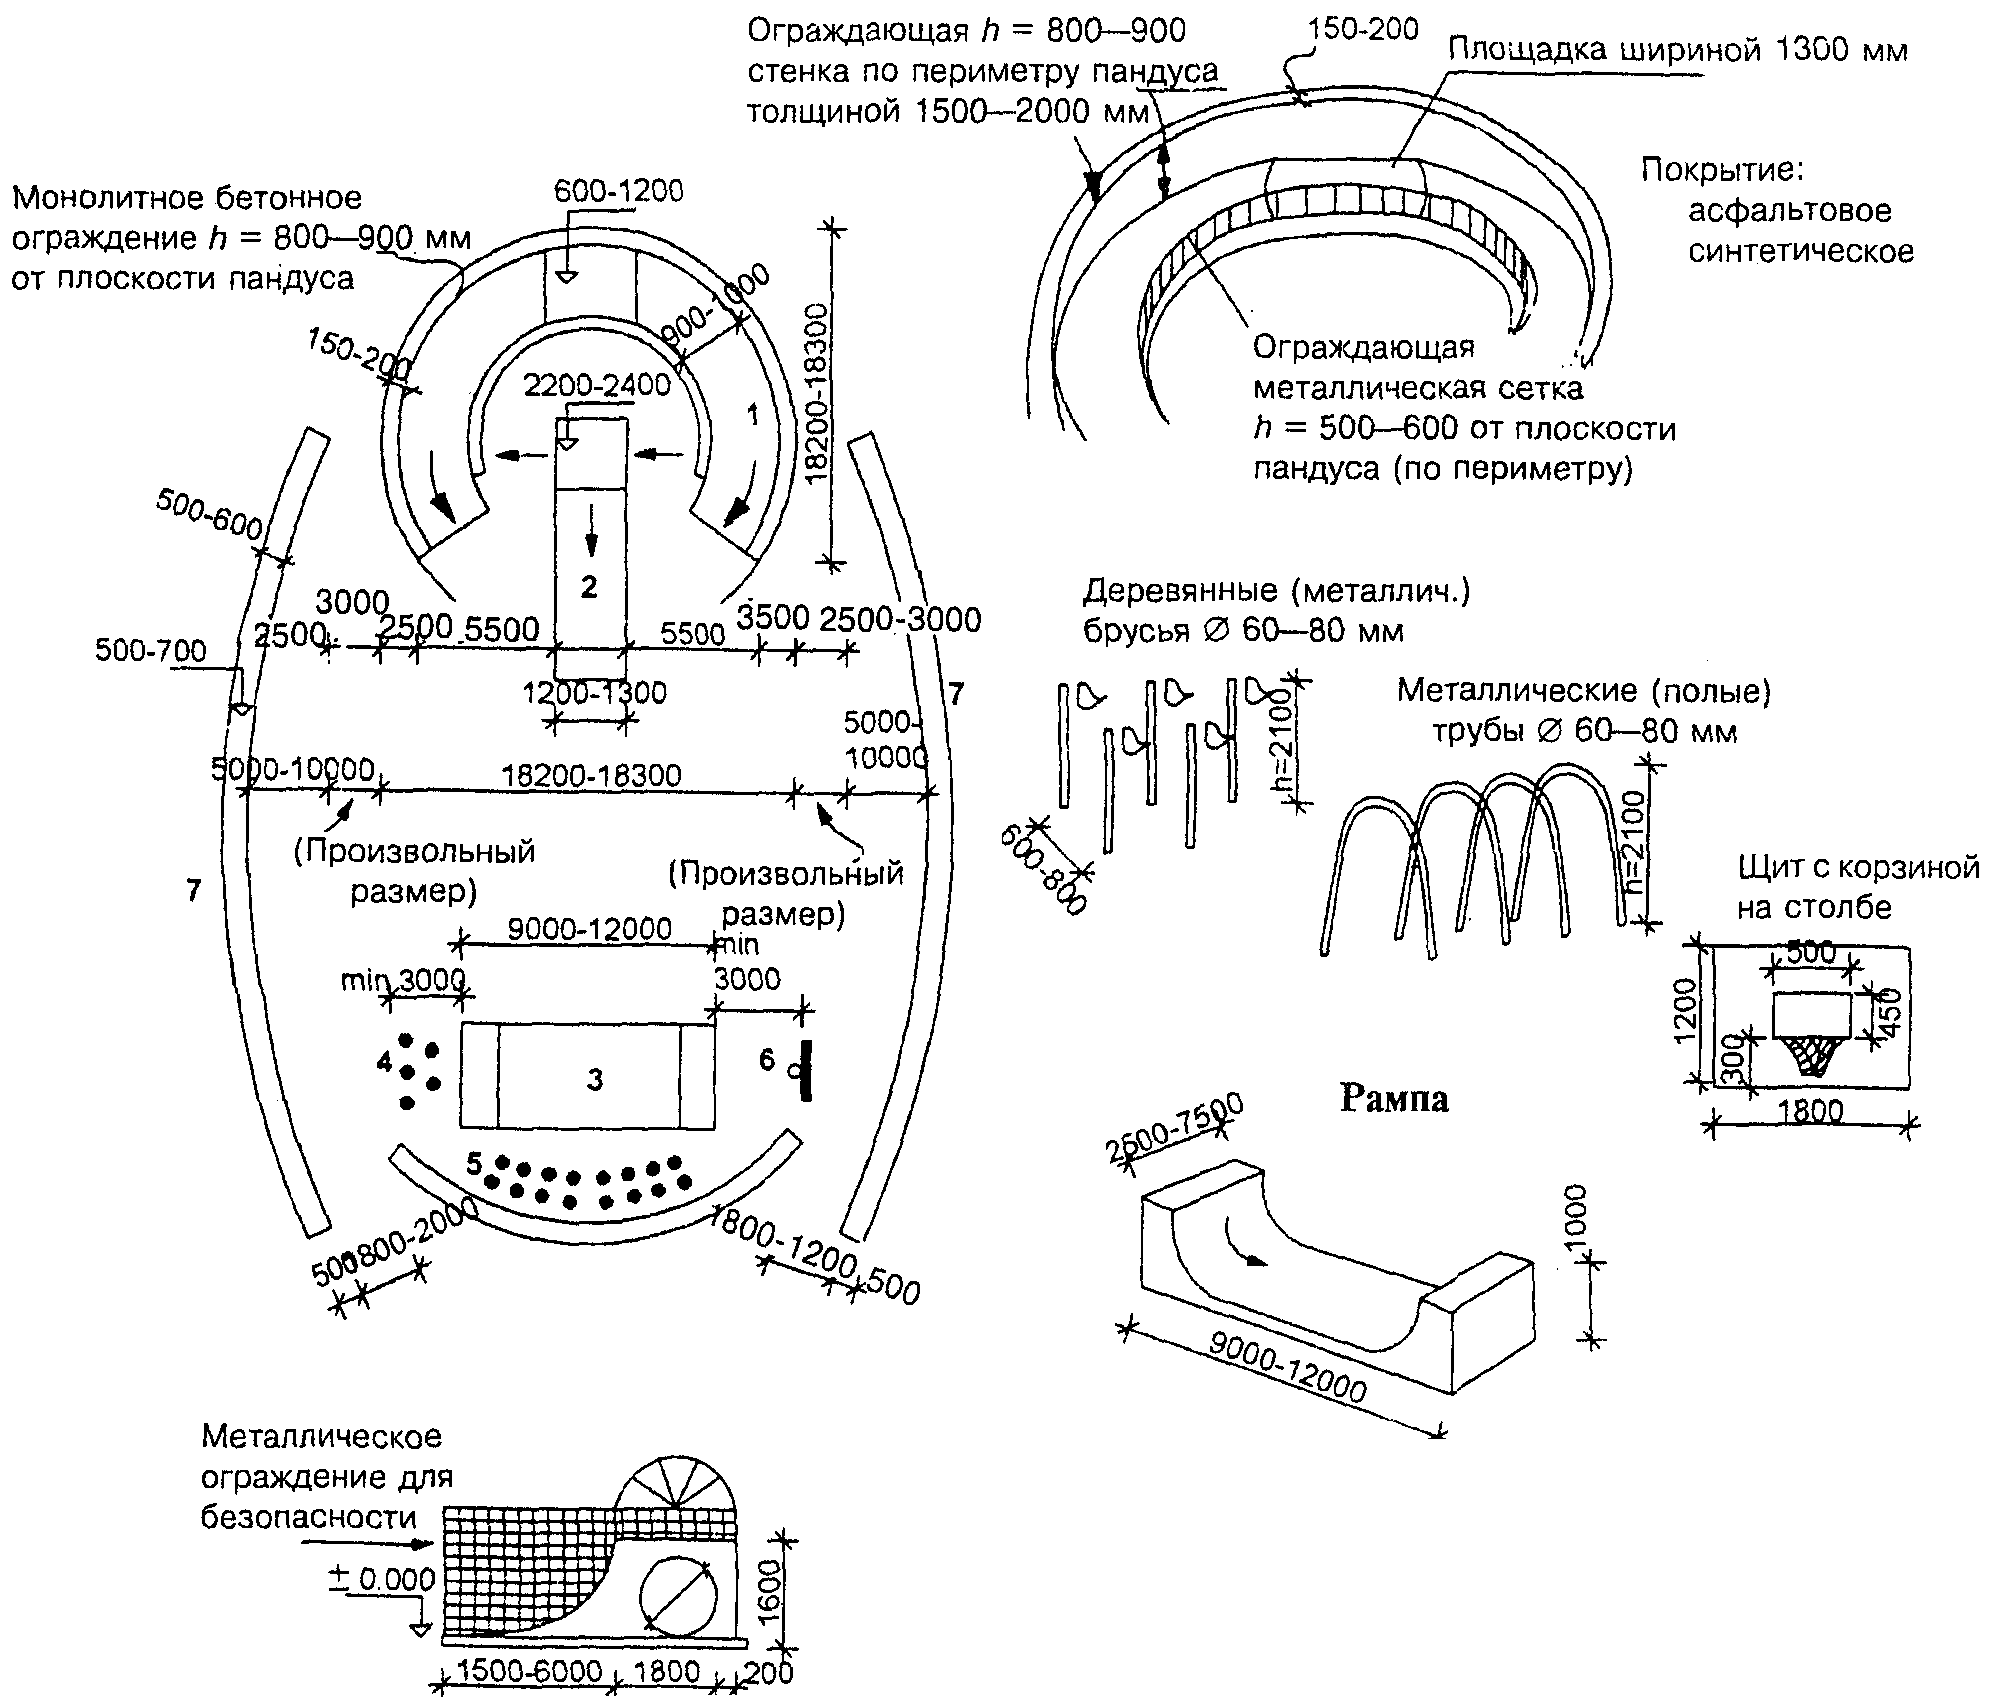 Ограждающая h = 800—900
стенка по периметру пандуса
толщиной 1500—2000 мм
150-200
Площадка шириной 1300 мм
Покрытие:
асфальтовое
синтетическое
Монолитное бетонное
ограждение h = 800—900 мм
от плоскости пандуса
600-1200
900-1000
150-200
2200-2400
1
18200-18300
Ограждающая
металлическая сетка
h = 500—600 от плоскости
пандуса (по периметру)
500-600
2
3000
2500
2500
5500
5500
3500
2500-3000
500-700
1200-1300
7
5000-
10000
5000-10000
18200-18300
(Произвольный
размер)
(Произвольный
размер)
7
9000-12000
min 3000
min
3000
4
3
6
5
500
1800-2000
1800-1200
500
Деревянные (металлич.)
брусья Ø 60—80 мм
h=2100
600-800
Металлические (полые)
трубы Ø 60—80 мм
h=2100
Щит с корзиной
на столбе
500
1200
450
300
1800
Рампа
2500-7500
1000
9000-12000
Металлическое
ограждение для
безопасности
± 0.000
1600
1500-6000
1800
200